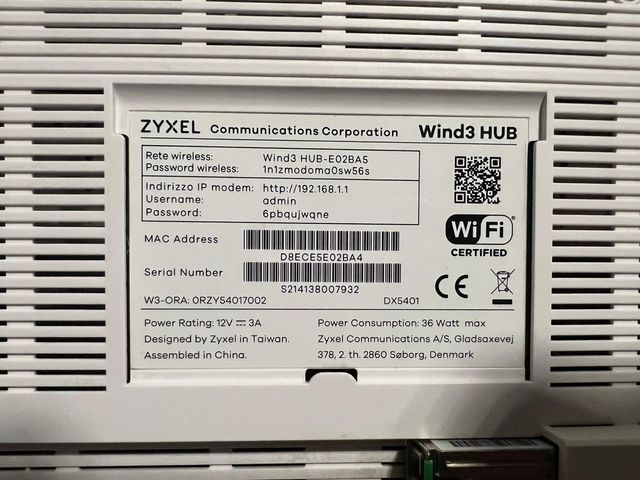 ZYXEL Communications Corporation Wind3 HUB
Rete wireless: Wind3 HUB-E02BA5
Password wireless: 1n1zmodoma0sw56s
Indirizzo IP modem: http://192.168.1.1
Username: admin
Password: 6pbqujwqne
WiFi
CERTIFIED
MAC Address
D8ECE5E02BA4
Serial Number
S214138007932
CE
W3-ORA: ORZY54017002 DX5401
Power Rating: 12V ⎓ 3A Power Consumption: 36 Watt max
Designed by Zyxel in Taiwan. Zyxel Communications A/S, Gladsaxevej
Assembled in China. 378, 2. th. 2860 Søborg, Denmark